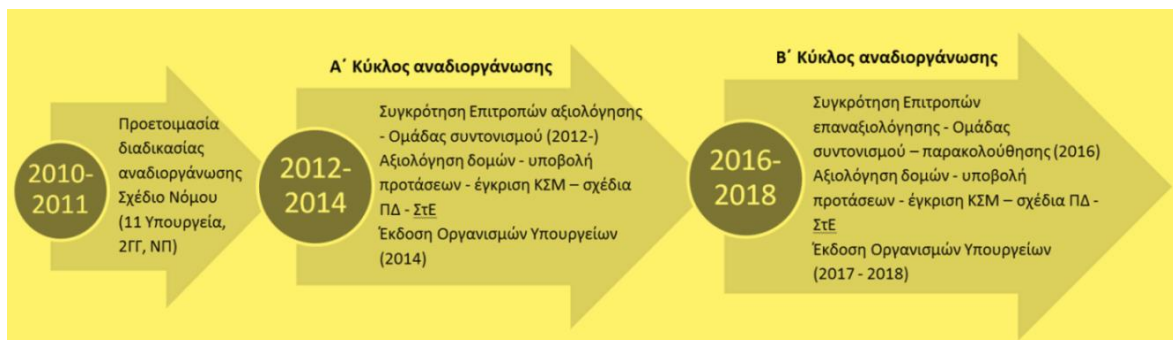 2010-
2011
Προετοιμασία
διαδικασίας
αναδιοργάνωσης
Σχέδιο Νόμου
(11 Υπουργεία,
2ΓΓ, ΝΠ)
Α΄ Κύκλος αναδιοργάνωσης
2012-
2014
Συγκρότηση Επιτροπών αξιολόγησης
- Ομάδας συντονισμού (2012-)
Αξιολόγηση δομών - υποβολή
προτάσεων - έγκριση ΚΣΜ – σχέδια
ΠΔ - ΣτΕ
Έκδοση Οργανισμών Υπουργείων
(2014)
Β΄ Κύκλος αναδιοργάνωσης
2016-
2018
Συγκρότηση Επιτροπών
επαναξιολόγησης - Ομάδας
συντονισμού – παρακολούθησης (2016)
Αξιολόγηση δομών - υποβολή
προτάσεων - έγκριση ΚΣΜ – σχέδια ΠΔ -
ΣτΕ
Έκδοση Οργανισμών Υπουργείων
(2017 - 2018)